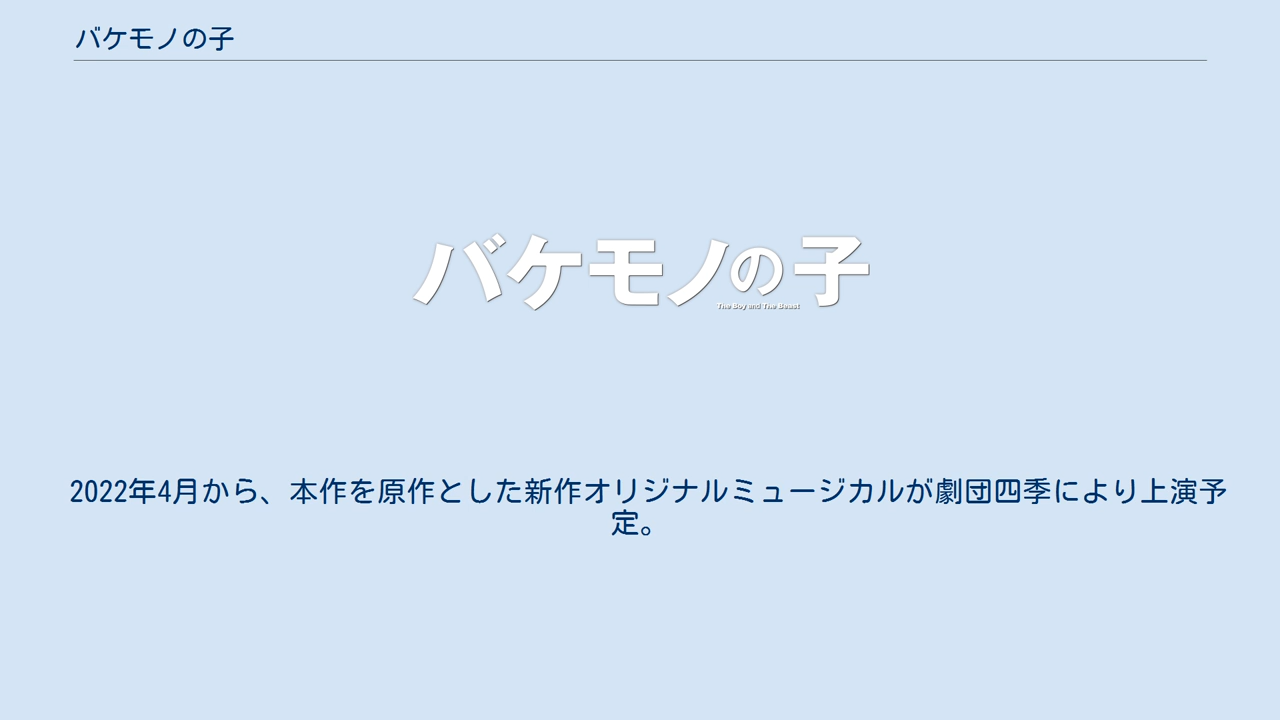 バケモノの子
バケモノの子
The Boy and The Beast
2022年4月から、本作を原作とした新作オリジナルミュージカルが劇団四季により上演予
定。